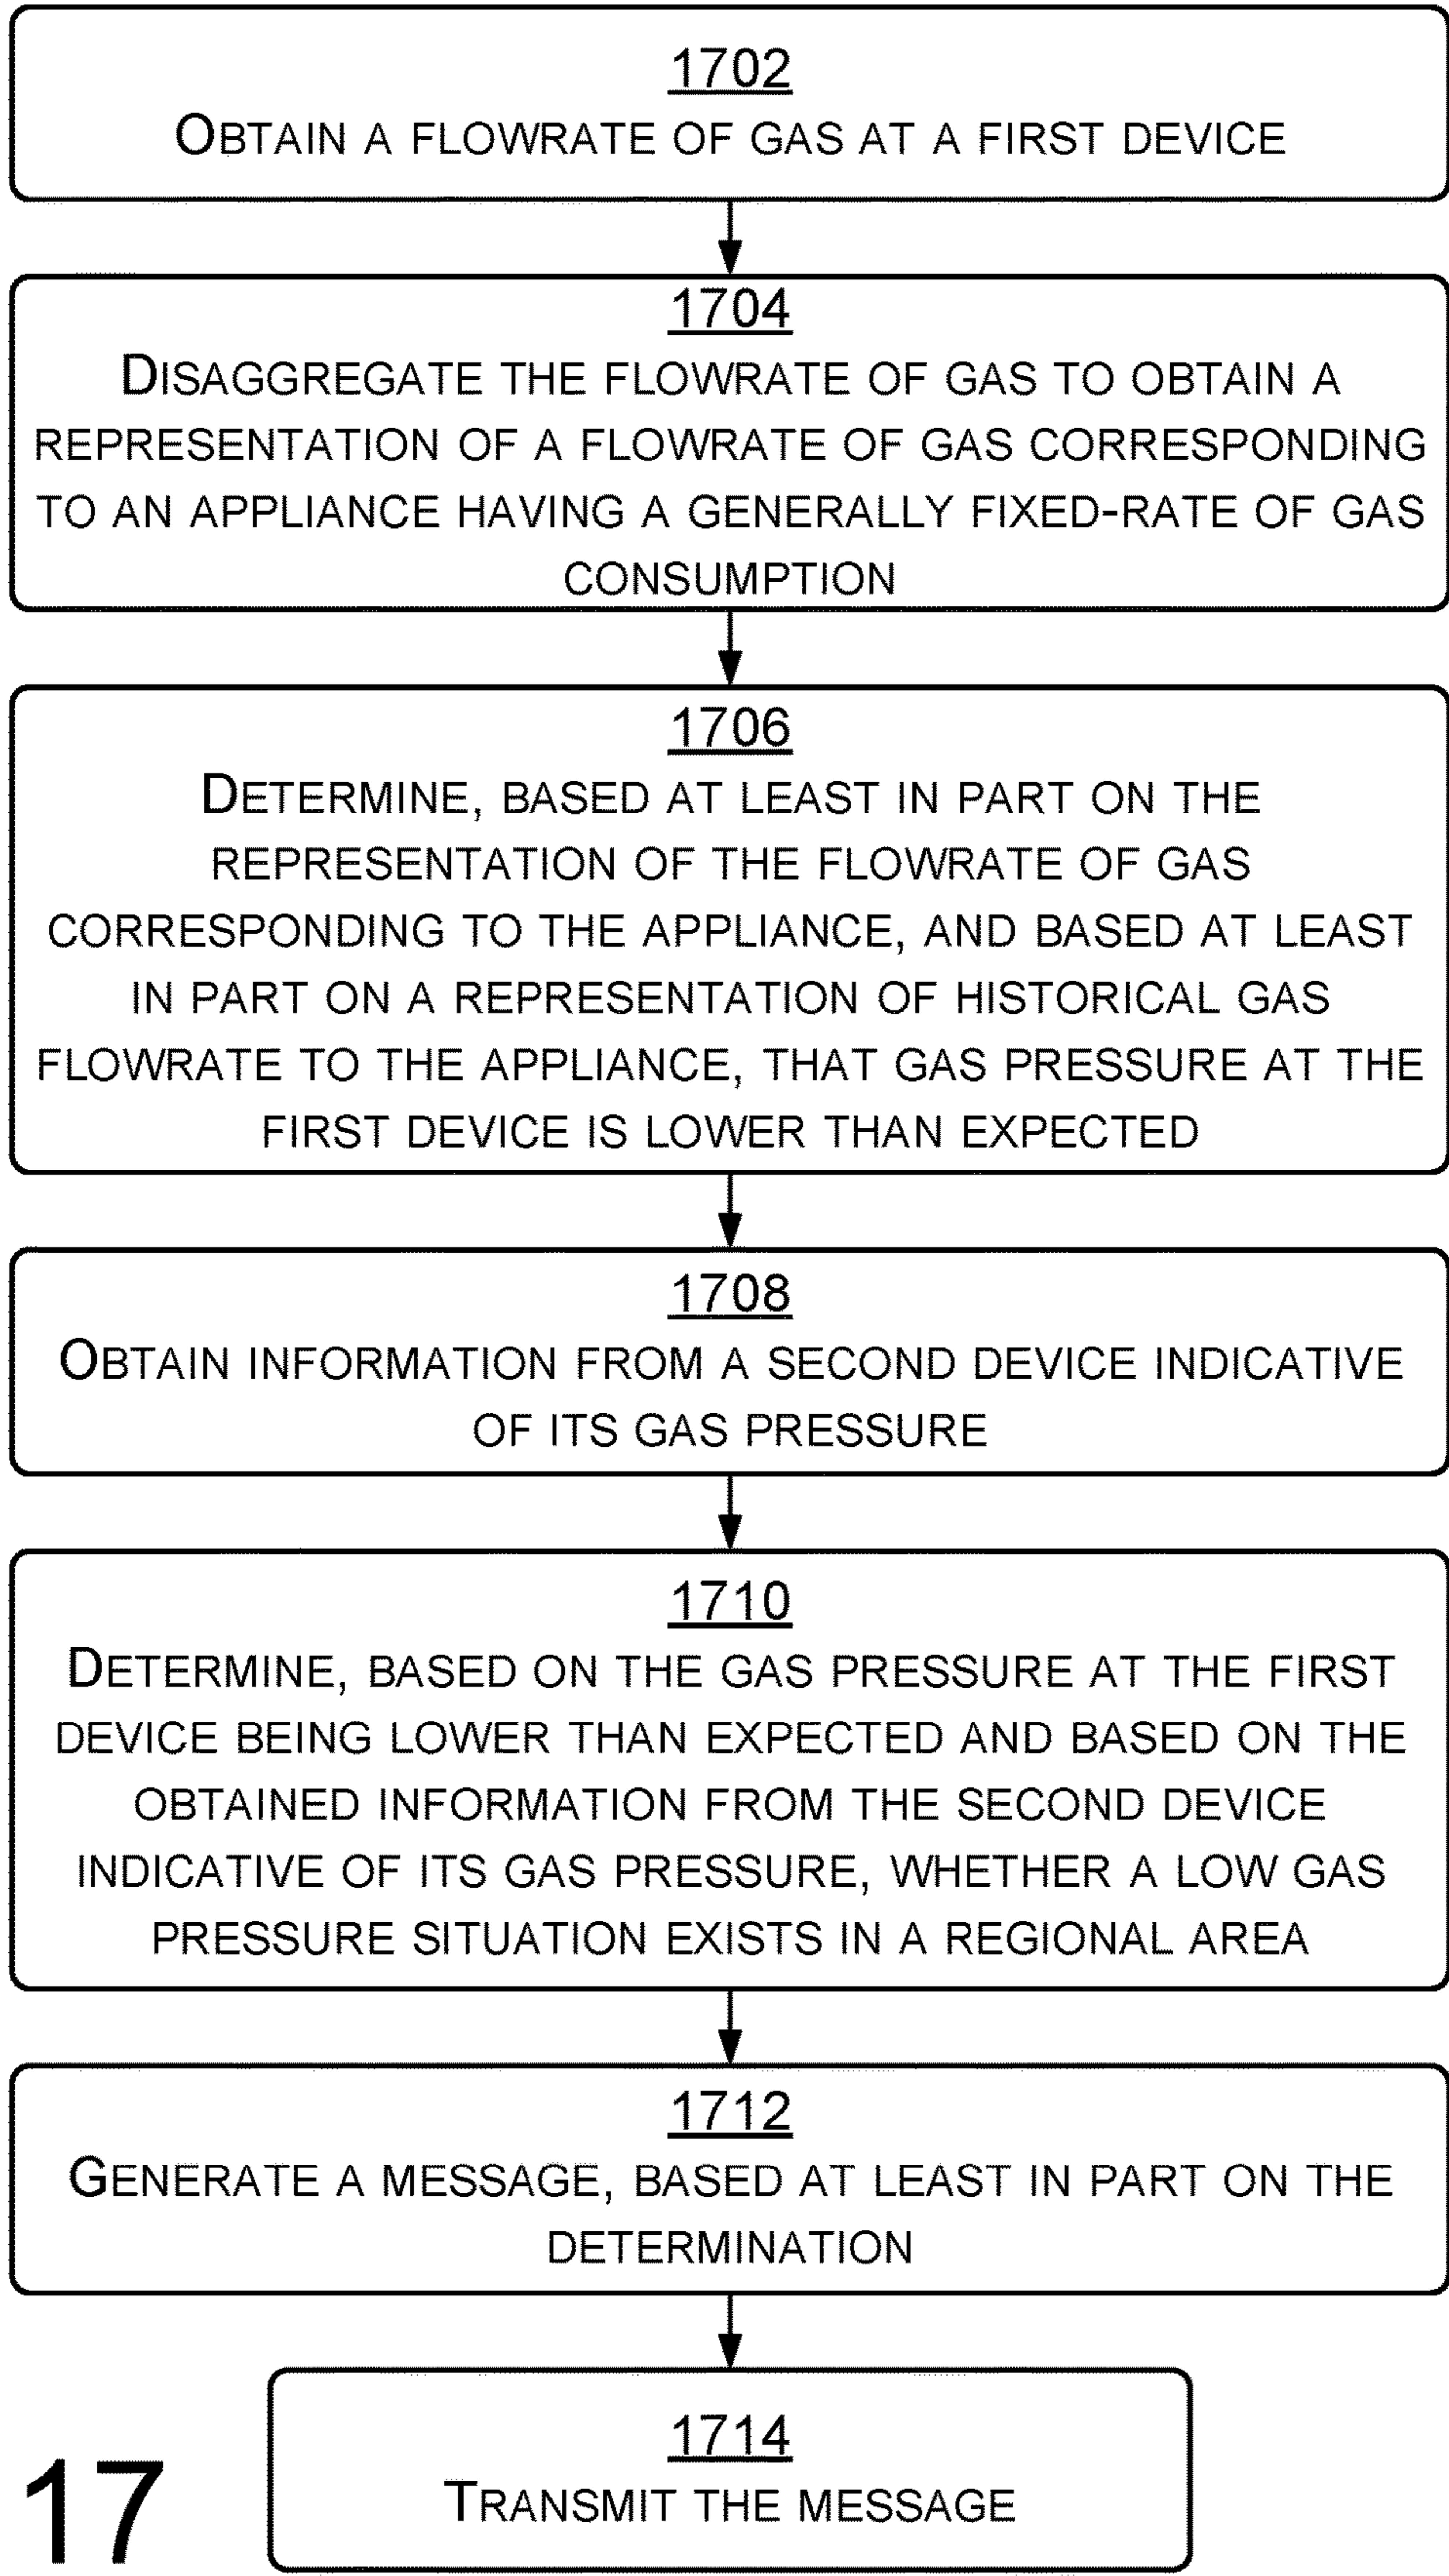 1702
OBTAIN A FLOWRATE OF GAS AT A FIRST DEVICE
1704
DISAGGREGATE THE FLOWRATE OF GAS TO OBTAIN A
REPRESENTATION OF A FLOWRATE OF GAS CORRESPONDING
TO AN APPLIANCE HAVING A GENERALLY FIXED-RATE OF GAS
CONSUMPTION
1706
DETERMINE, BASED AT LEAST IN PART ON THE
REPRESENTATION OF THE FLOWRATE OF GAS
CORRESPONDING TO THE APPLIANCE, AND BASED AT LEAST
IN PART ON A REPRESENTATION OF HISTORICAL GAS
FLOWRATE TO THE APPLIANCE, THAT GAS PRESSURE AT THE
FIRST DEVICE IS LOWER THAN EXPECTED
1708
OBTAIN INFORMATION FROM A SECOND DEVICE INDICATIVE
OF ITS GAS PRESSURE
1710
DETERMINE, BASED ON THE GAS PRESSURE AT THE FIRST
DEVICE BEING LOWER THAN EXPECTED AND BASED ON THE
OBTAINED INFORMATION FROM THE SECOND DEVICE
INDICATIVE OF ITS GAS PRESSURE, WHETHER A LOW GAS
PRESSURE SITUATION EXISTS IN A REGIONAL AREA
1712
GENERATE A MESSAGE, BASED AT LEAST IN PART ON THE
DETERMINATION
1714
TRANSMIT THE MESSAGE
17